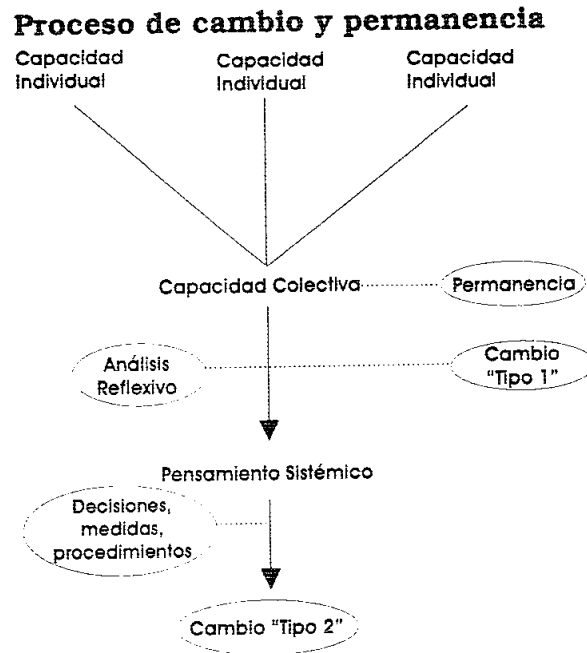 Proceso de cambio y permanencia
Capacidad
Individual
Capacidad
Individual
Capacidad
Individual
Capacidad Colectiva
Permanencia
Análisis
Reflexivo
Cambio
"Tipo 1"
Pensamiento Sistémico
Decisiones,
medidas,
procedimientos
Cambio "Tipo 2"